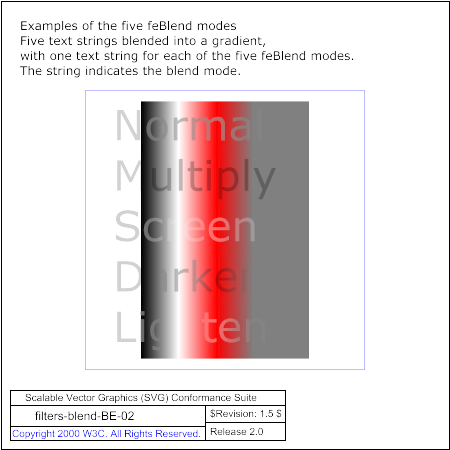 Examples of the five feBlend modes
Five text strings blended into a gradient,
with one text string for each of the five feBlend modes.
The string indicates the blend mode.
Normal
Multiply
Screen
Darken
Lighten
Scalable Vector Graphics (SVG) Conformance Suite
filters-blend-BE-02
$Revision: 1.5 $
Copyright 2000 W3C. All Rights Reserved.
Release 2.0